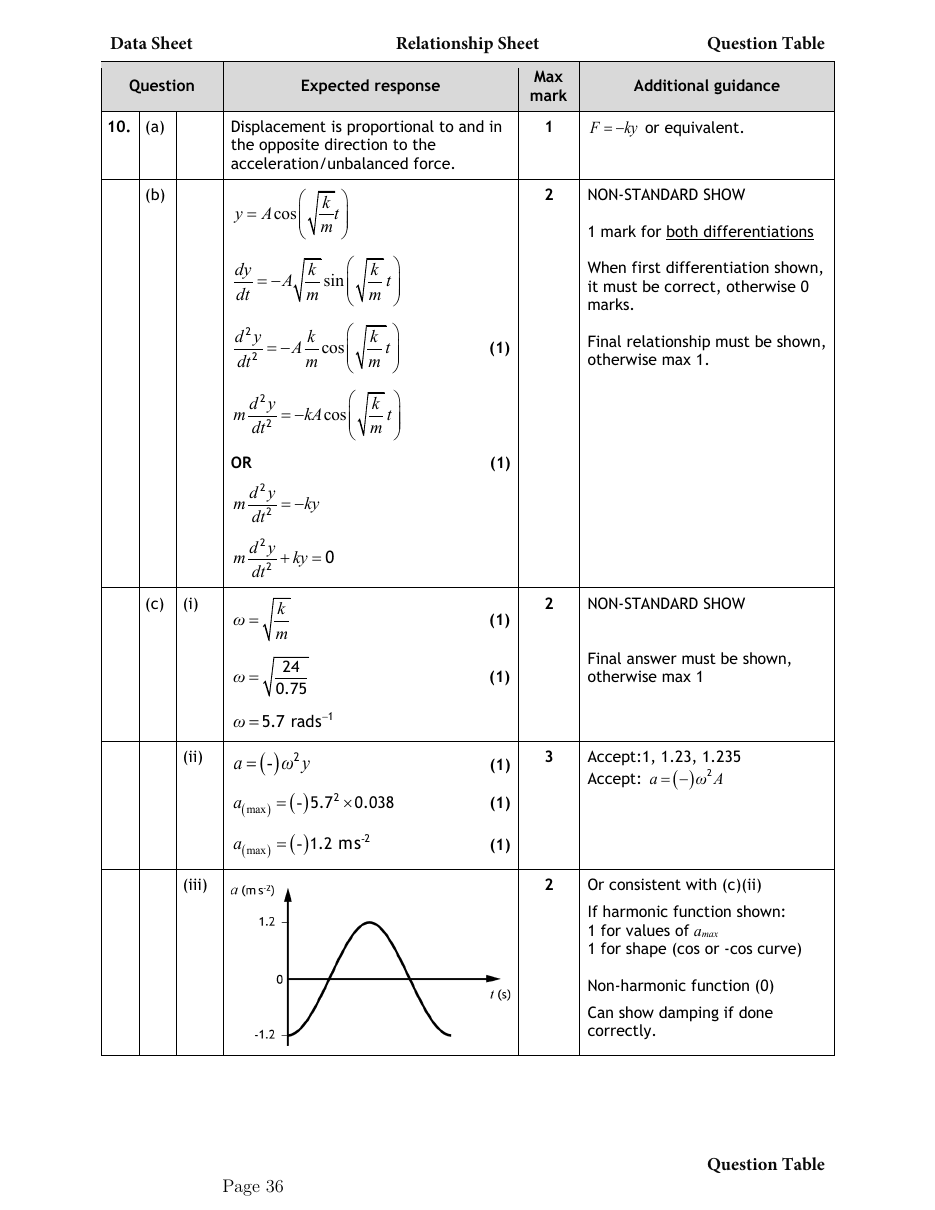 Data Sheet Relationship Sheet Question Table
Question Expected response Max mark Additional guidance
10. (a) Displacement is proportional to and in 1 F = −ky or equivalent.
the opposite direction to the
acceleration/unbalanced force.
(b) 2 NON-STANDARD SHOW
y = A cos(√(k/m) t)
1 mark for both differentiations
dy/dt = −A√(k/m) sin(√(k/m) t)
When first differentiation shown,
it must be correct, otherwise 0
marks.
d²y/dt² = −A k/m cos(√(k/m) t) (1)
Final relationship must be shown,
otherwise max 1.
m d²y/dt² = −kA cos(√(k/m) t)
OR (1)
m d²y/dt² = −ky
m d²y/dt² + ky = 0
(c) (i) ω = √(k/m) (1) 2 NON-STANDARD SHOW
ω = √(24/0.75) (1)
Final answer must be shown,
otherwise max 1
ω = 5.7 rads⁻¹
(ii) a = (-)ω²y (1) 3 Accept:1, 1.23, 1.235
Accept: a = (−)ω²A
a(max) = (-)5.7² × 0.038 (1)
a(max) = (-)1.2 ms⁻² (1)
(iii) a (m s⁻²) 2 Or consistent with (c)(ii)
1.2
0
t (s)
-1.2
If harmonic function shown:
1 for values of amax
1 for shape (cos or -cos curve)
Non-harmonic function (0)
Can show damping if done
correctly.
Question Table
Page 36